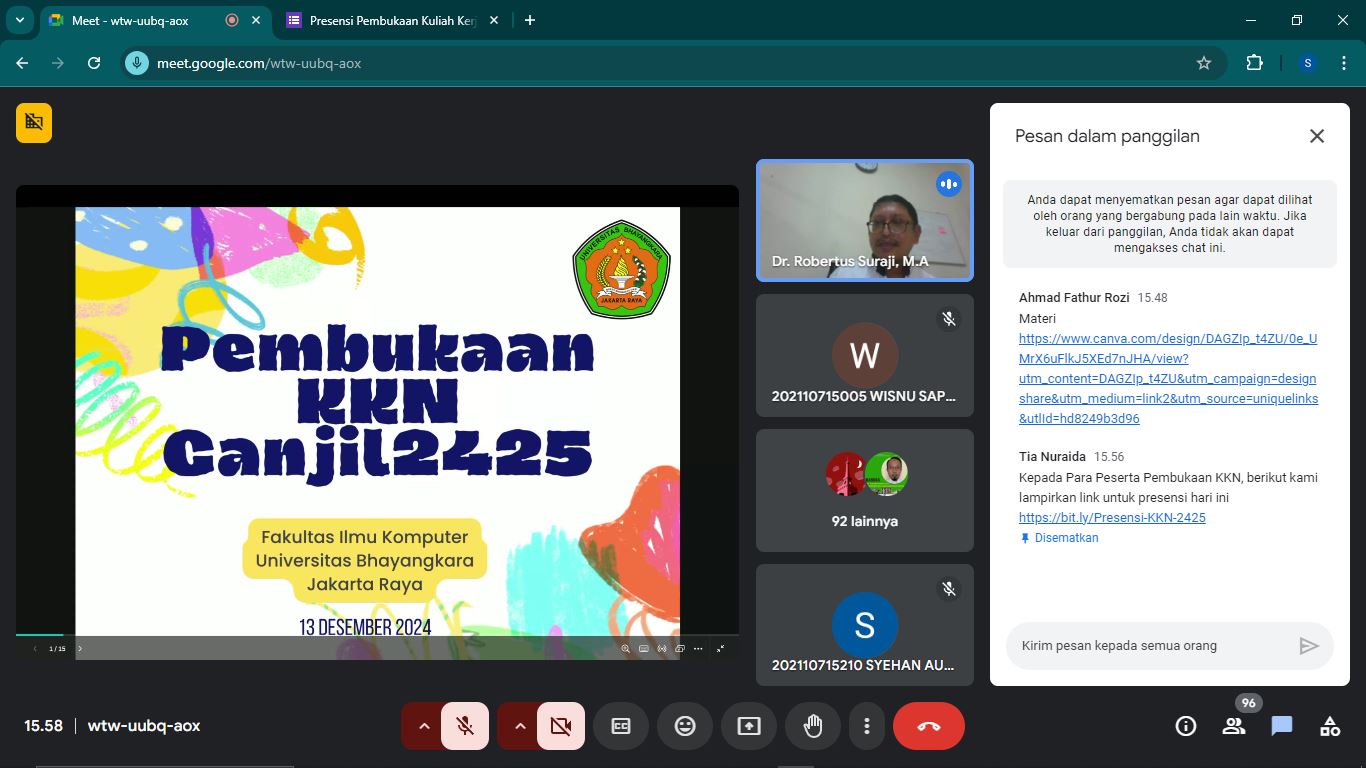 Meet - wtw-uubq-aox
Presensi Pembukaan Kuliah Kerj
meet.google.com/wtw-uubq-aox
S
UNIVERSITAS BHAYANGKARA
JAKARTA RAYA
Pembukaan
KKN
Ganjil2425
Fakultas Ilmu Komputer
Universitas Bhayangkara
Jakarta Raya
13 DESEMBER 2024
1 / 15
Dr. Robertus Suraji, M.A
W
202110715005 WISNU SAP...
92 lainnya
S
202110715210 SYEHAN AU...
Pesan dalam panggilan
Anda dapat menyematkan pesan agar dapat dilihat
oleh orang yang bergabung pada lain waktu. Jika
keluar dari panggilan, Anda tidak akan dapat
mengakses chat ini.
Ahmad Fathur Rozi 15.48
Materi
https://www.canva.com/design/DAGZIp_t4ZU/0e_U
MrX6uFlkJ5XEd7nJHA/view?
utm_content=DAGZIp_t4ZU&utm_campaign=design
share&utm_medium=link2&utm_source=uniquelinks
&utlId=hd8249b3d96
Tia Nuraida 15.56
Kepada Para Peserta Pembukaan KKN, berikut kami
lampirkan link untuk presensi hari ini
https://bit.ly/Presensi-KKN-2425
Disematkan
Kirim pesan kepada semua orang
15.58 | wtw-uubq-aox
96